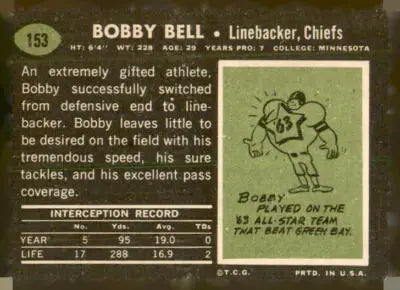 153
BOBBY BELL • Linebacker, Chiefs
HT: 6'4" WT: 228 AGE: 29 YEARS PRO: 7 COLLEGE: MINNESOTA
An extremely gifted athlete,
Bobby successfully switched
from defensive end to line-
backer. Bobby leaves little to
be desired on the field with his
tremendous speed, his sure
tackles, and his excellent pass
coverage.
INTERCEPTION RECORD
No. Yds. Avg. TDs
YEAR 5 95 19.0 0
LIFE 17 288 16.9 2
63
BOBBY
PLAYED ON THE
'63 ALL-STAR TEAM
THAT BEAT GREEN BAY.
©T.C.G. PRTD. IN U.S.A.